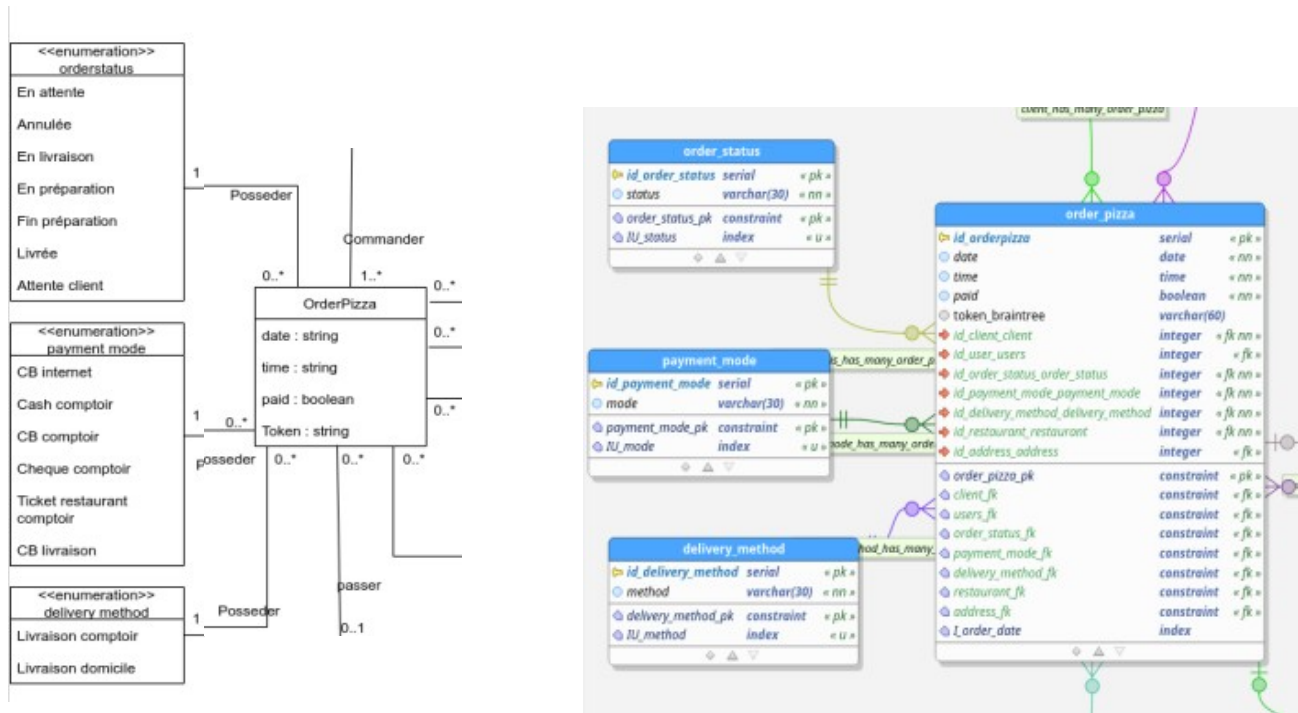 <<enumeration>>
orderstatus
En attente
Annulée
En livraison
En préparation
Fin préparation
Livrée
Attente client
1
Posseder
0..*
Commander
1..*
<<enumeration>>
payment mode
CB internet
Cash comptoir
CB comptoir
Cheque comptoir
Ticket restaurant
comptoir
CB livraison
1
0..*
Posseder
OrderPizza
date : string
time : string
paid : boolean
Token : string
0..*
0..*
0..*
0..*
0..*
0..*
passer
0..1
<<enumeration>>
delivery method
Livraison comptoir
Livraison domicile
1
Posseder
client_has_many_order_pizza
order_status
id_order_status serial « pk »
status varchar(30) « nn »
order_status_pk constraint « pk »
IU_status index « u »
s_has_many_order_p
payment_mode
id_payment_mode serial « pk »
mode varchar(30) « nn »
payment_mode_pk constraint « pk »
IU_mode index « u »
ode_has_many_orde
delivery_method
id_delivery_method serial « pk »
method varchar(30) « nn »
delivery_method_pk constraint « pk »
IU_method index « u »
hod_has_many_
order_pizza
id_orderpizza serial « pk »
date date « nn »
time time « nn »
paid boolean « nn »
token_braintree varchar(60)
id_client_client integer « fk nn »
id_user_users integer « fk »
id_order_status_order_status integer « fk nn »
id_payment_mode_payment_mode integer « fk nn »
id_delivery_method_delivery_method integer « fk nn »
id_restaurant_restaurant integer « fk nn »
id_address_address integer « fk »
order_pizza_pk constraint « pk »
client_fk constraint « fk »
users_fk constraint « fk »
order_status_fk constraint « fk »
payment_mode_fk constraint « fk »
delivery_method_fk constraint « fk »
restaurant_fk constraint « fk »
address_fk constraint « fk »
I_order_date index